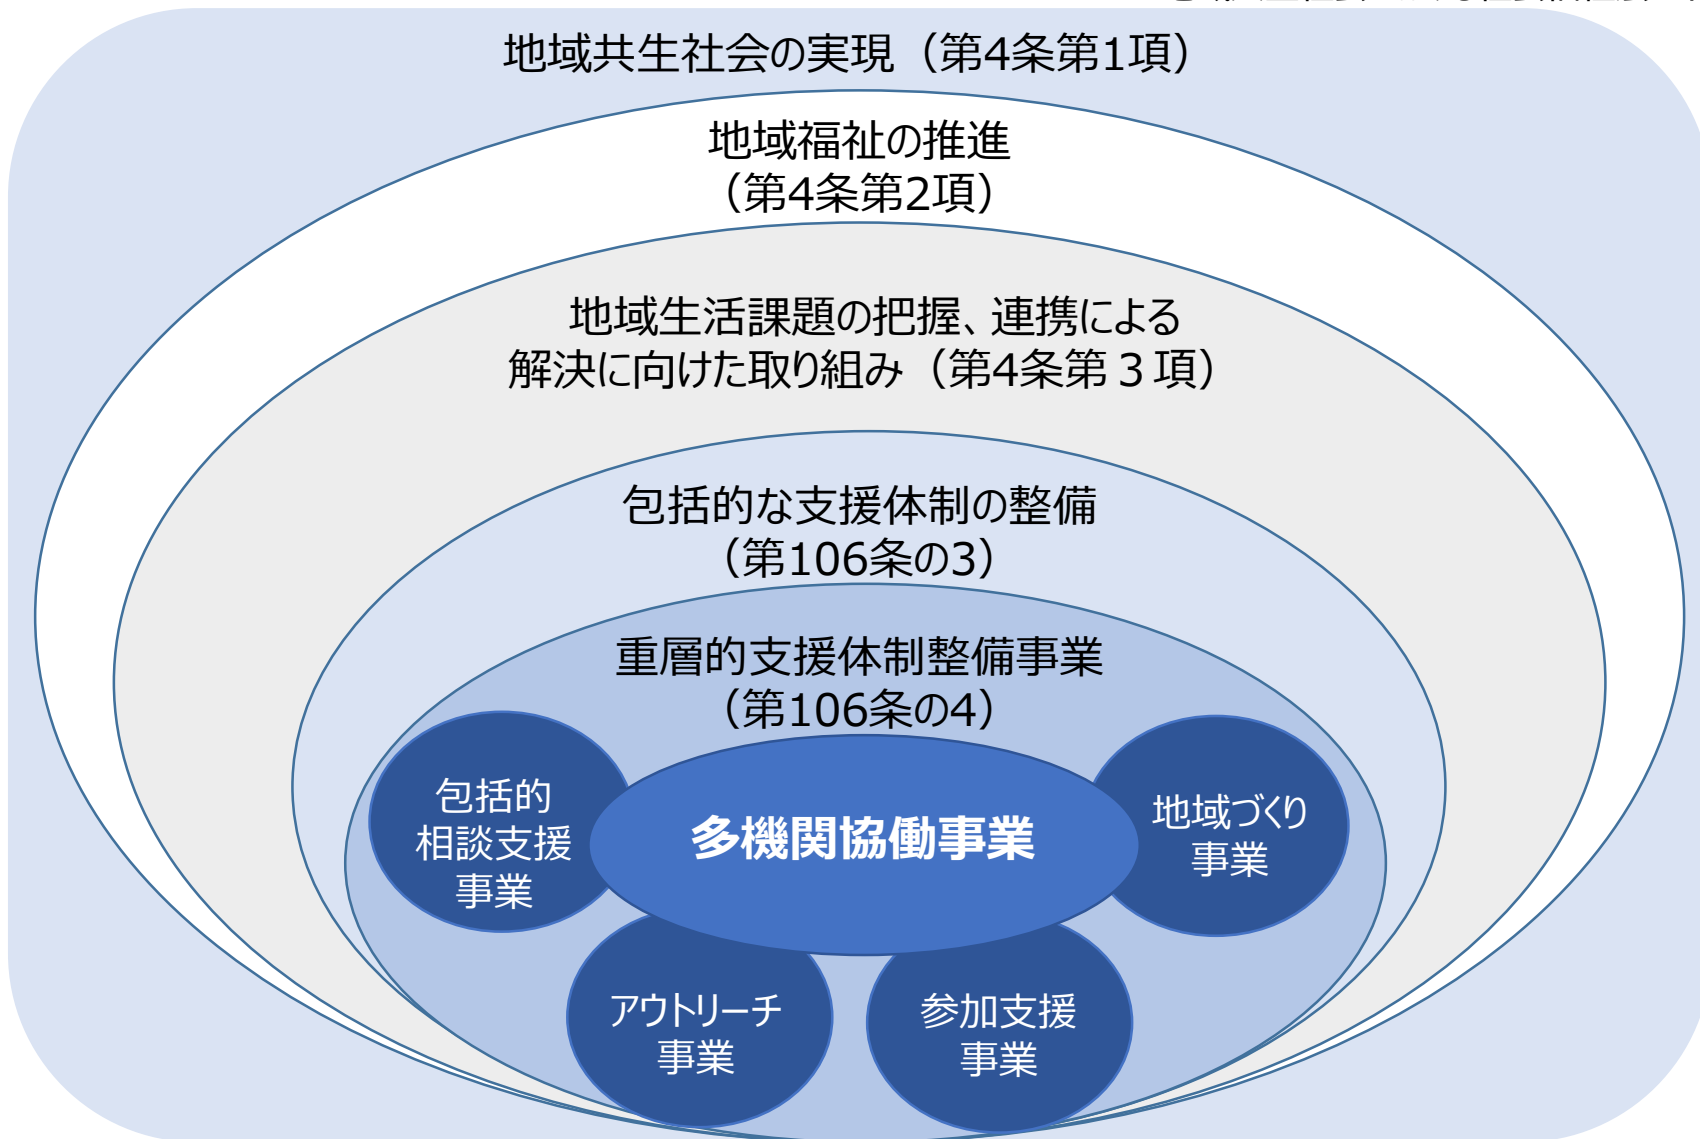 地域共生社会の実現（第4条第1項）
地域福祉の推進
（第4条第2項）
地域生活課題の把握、連携による
解決に向けた取り組み（第4条第３項）
包括的な支援体制の整備
（第106条の3）
重層的支援体制整備事業
（第106条の4）
包括的
相談支援
事業
多機関協働事業
地域づくり
事業
アウトリーチ
事業
参加支援
事業